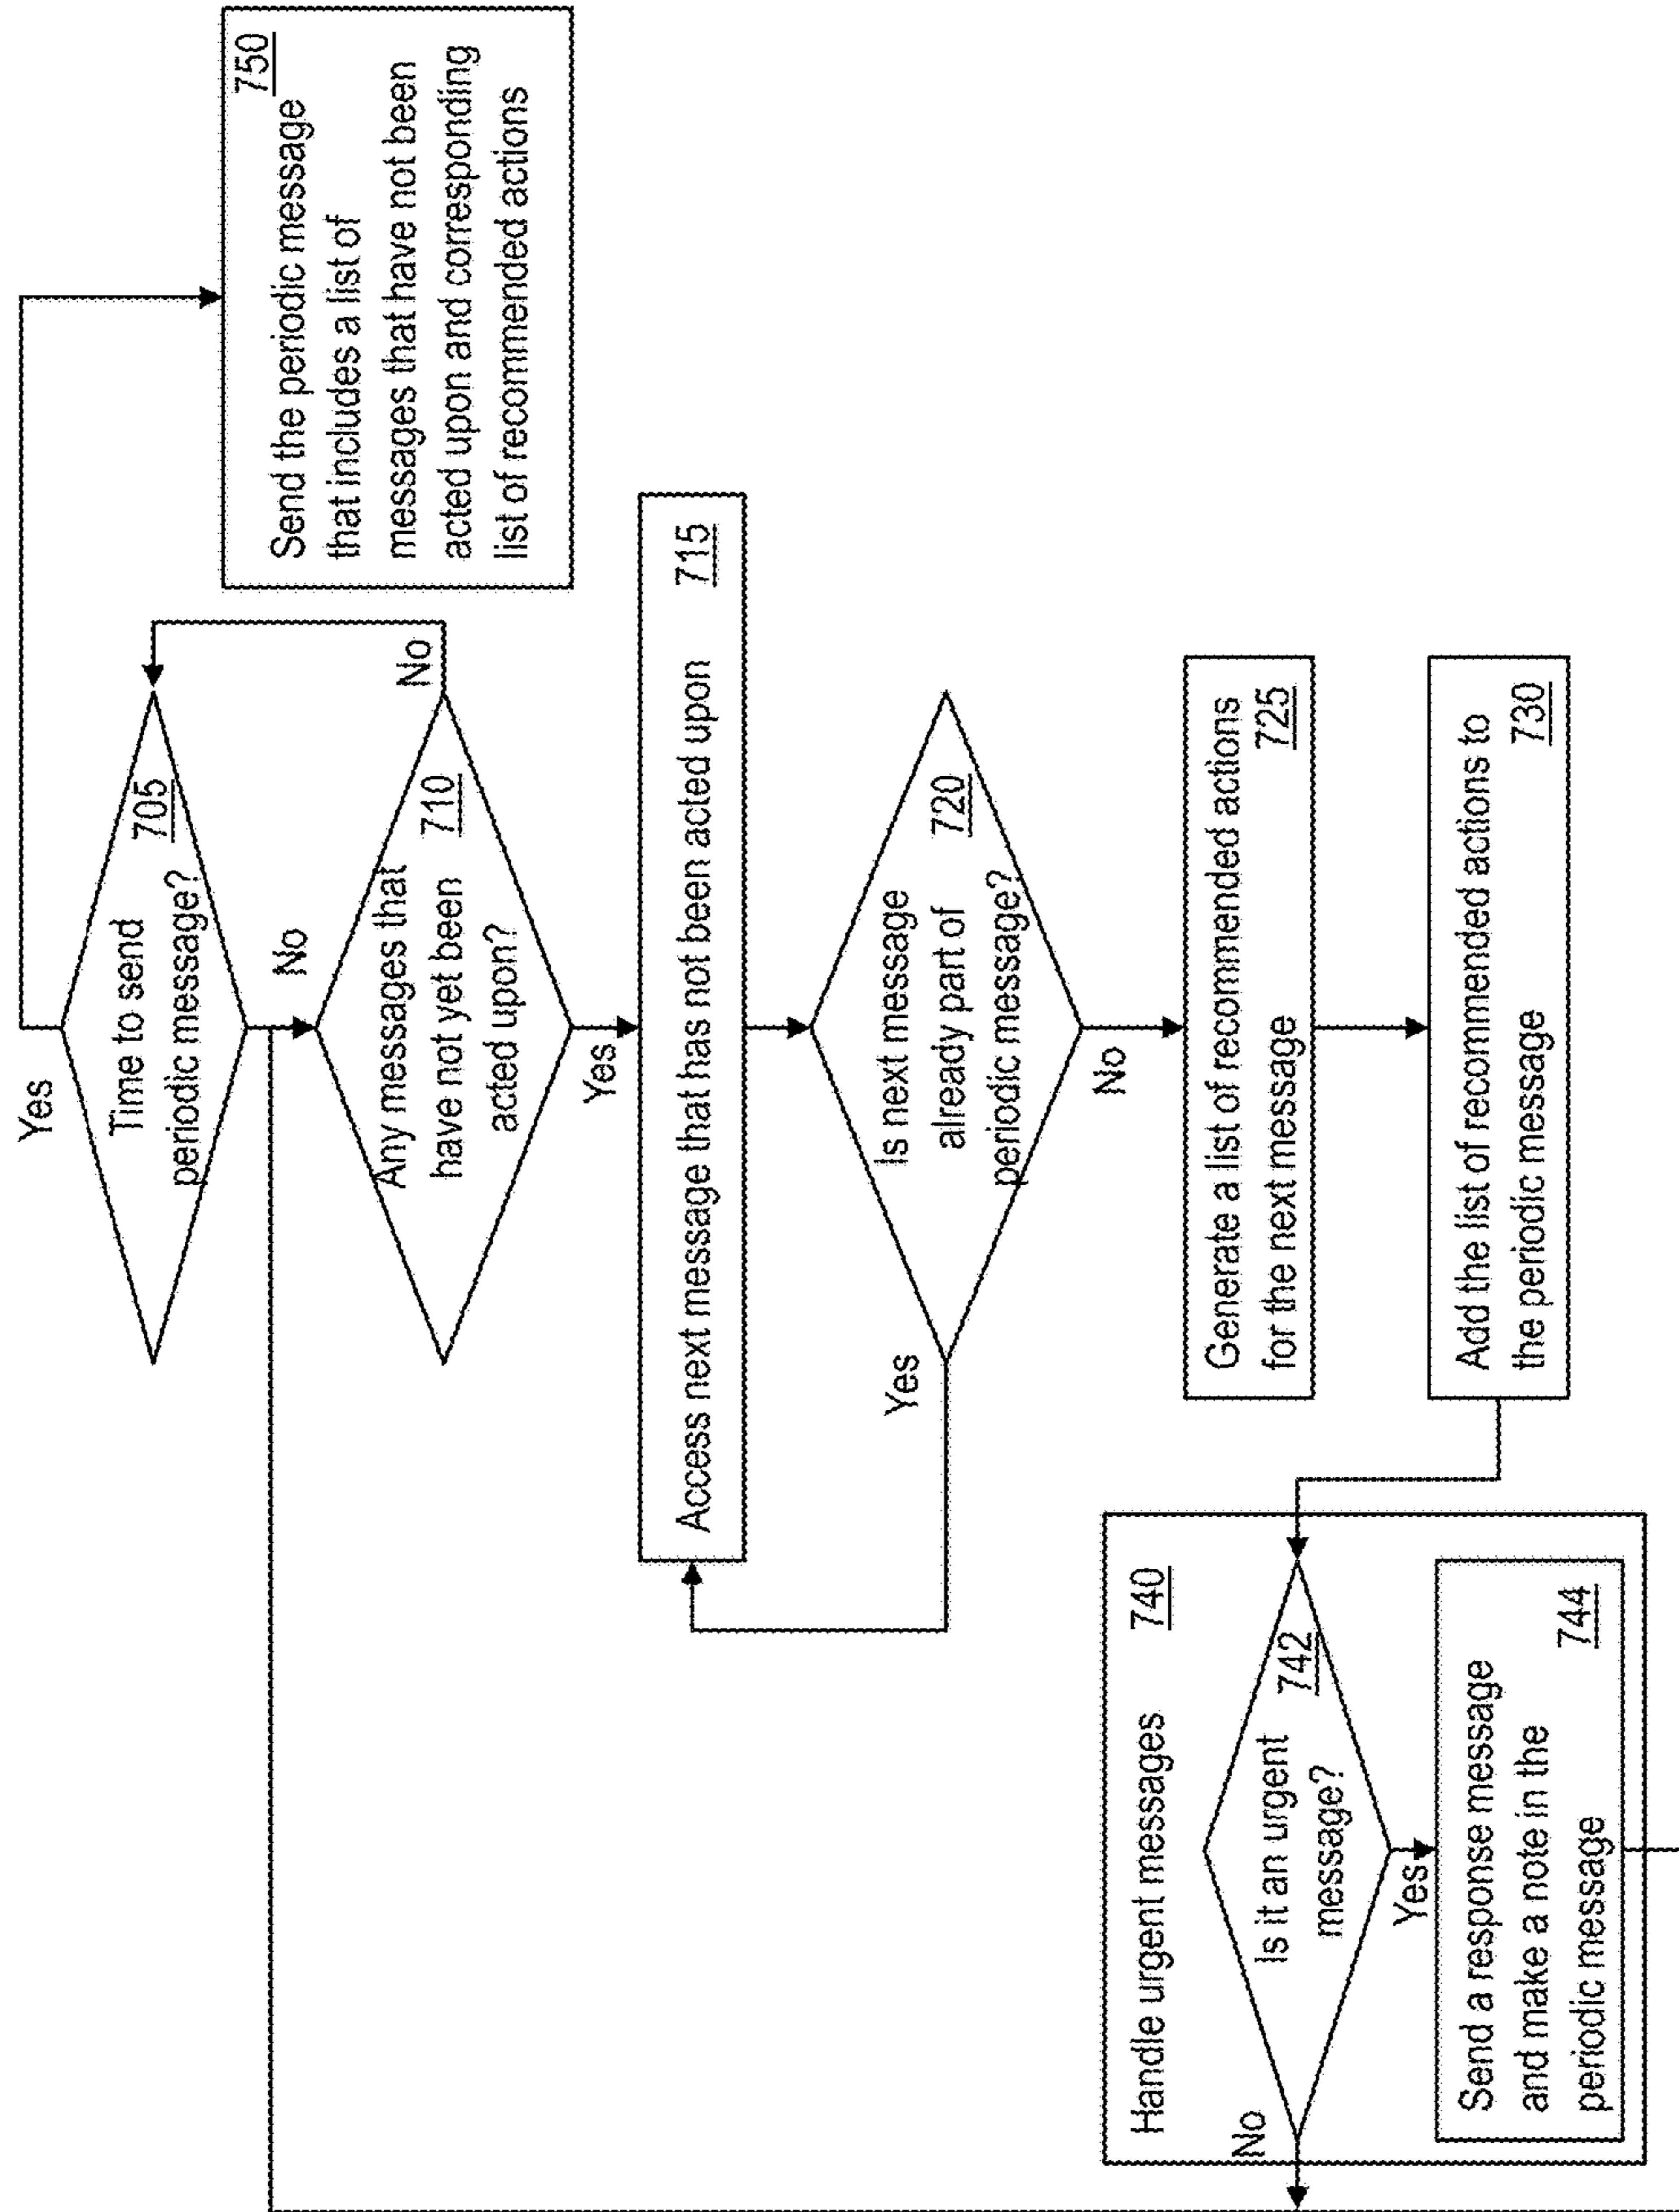 Yes
Time to send
periodic message?
705
No
750
Send the periodic message
that includes a list of
messages that have not been
acted upon and corresponding
list of recommended actions
Any messages that
have not yet been
acted upon?
710
No
Yes
Access next message that has not been acted upon 715
Is next message
already part of
periodic message?
720
Yes
No
Generate a list of recommended actions
for the next message 725
Add the list of recommended actions to
the periodic message 730
Handle urgent messages 740
Is it an urgent
message?
742
No
Yes
Send a response message
and make a note in the
periodic message 744